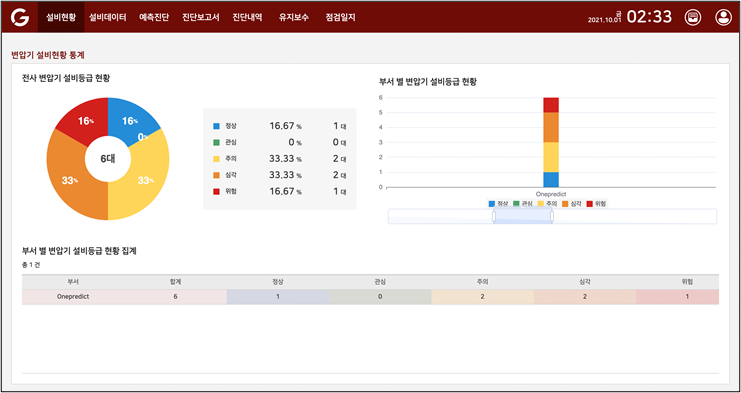 G 설비현황 설비데이터 예측진단 진단보고서 진단내역 유지보수 점검일지 금 2021.10.01 02:33
변압기 설비현황 통계
전사 변압기 설비등급 현황
16% 16%
0%
6대
33% 33%
정상 16.67 % 1 대
관심 0 % 0 대
주의 33.33 % 2 대
심각 33.33 % 2 대
위험 16.67 % 1 대
부서 별 변압기 설비등급 현황
6
5
4
3
2
1
0
Onepredict
정상 관심 주의 심각 위험
부서 별 변압기 설비등급 현황 집계
총 1 건
부서 합계 정상 관심 주의 심각 위험
Onepredict 6 1 0 2 2 1